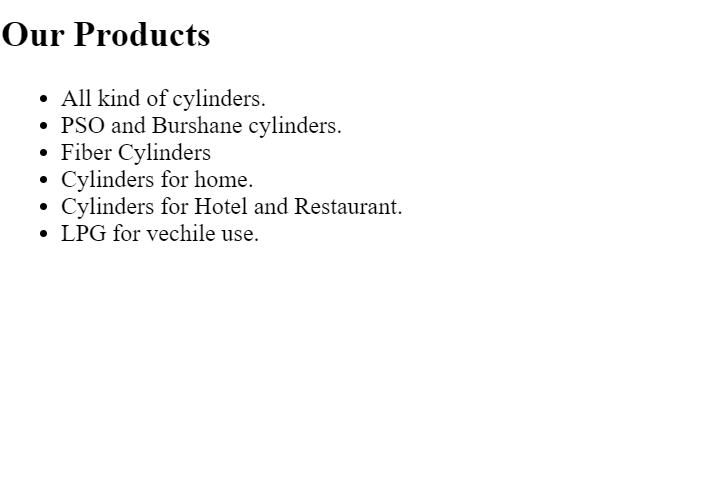 Our Products
All kind of cylinders.
PSO and Burshane cylinders.
Fiber Cylinders
Cylinders for home.
Cylinders for Hotel and Restaurant.
LPG for vechile use.